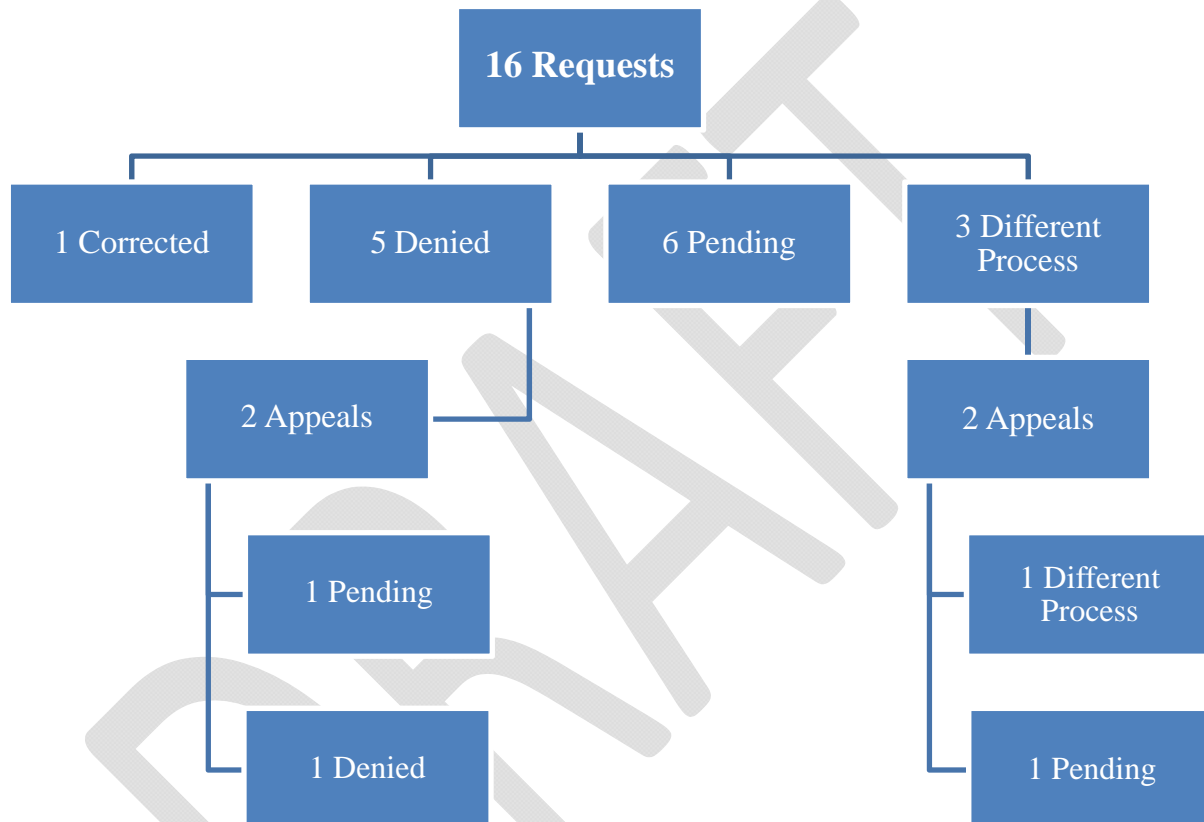 16 Requests
1 Corrected
5 Denied
6 Pending
3 Different
Process
2 Appeals
2 Appeals
1 Pending
1 Different
Process
1 Denied
1 Pending
DRAFT